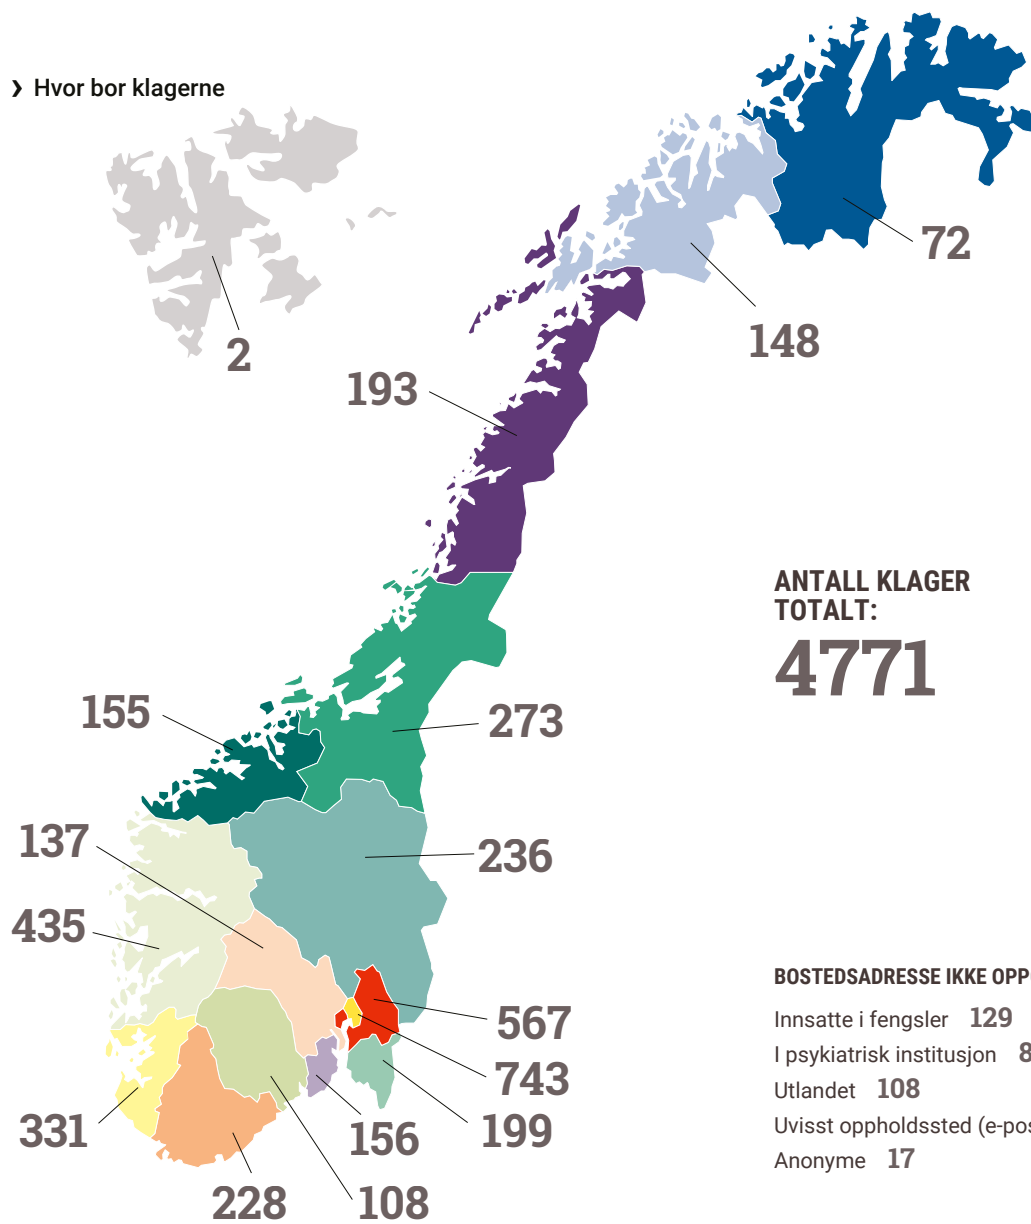 › Hvor bor klagerne
72
2
148
193
ANTALL KLAGER
TOTALT:
4771
155
273
137
236
435
BOSTEDSADRESSE IKKE
567
Innsatte i fengsler 129
I psykiatrisk institusjon
743
Utlandet 108
331
156
199
Uvisst oppholdssted
Anonyme 17
228
108